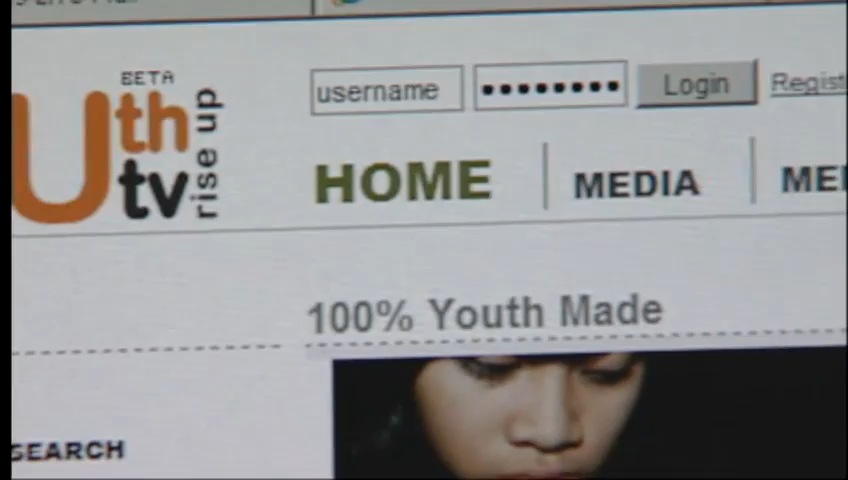 BETA
Uth
tv
rise up
username
Login
HOME
MEDIA
100% Youth Made
SEARCH